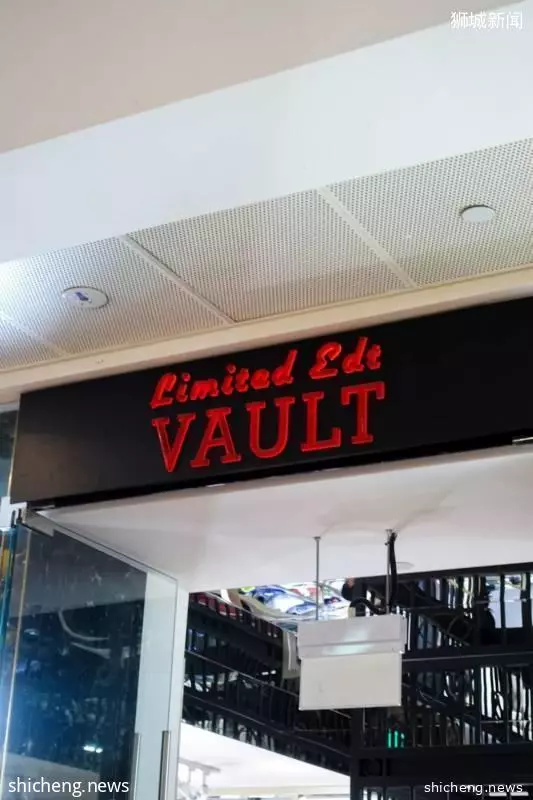 狮城新闻
Limited Edt
VAULT
shicheng.news
shicheng.news